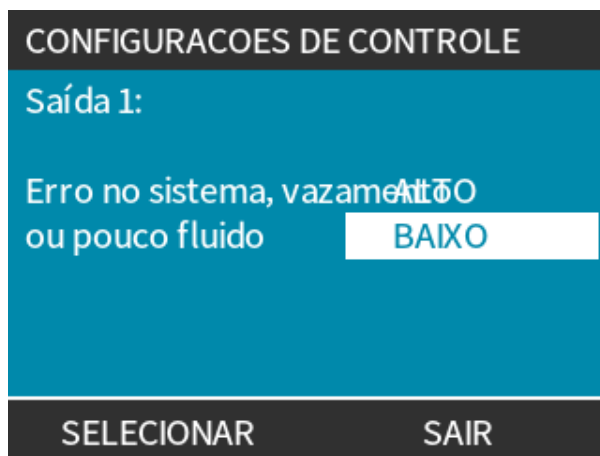 CONFIGURACOES DE CONTROLE
Saída 1:
Erro no sistema, vazamento ALTO
ou pouco fluido BAIXO
SELECIONAR SAIR